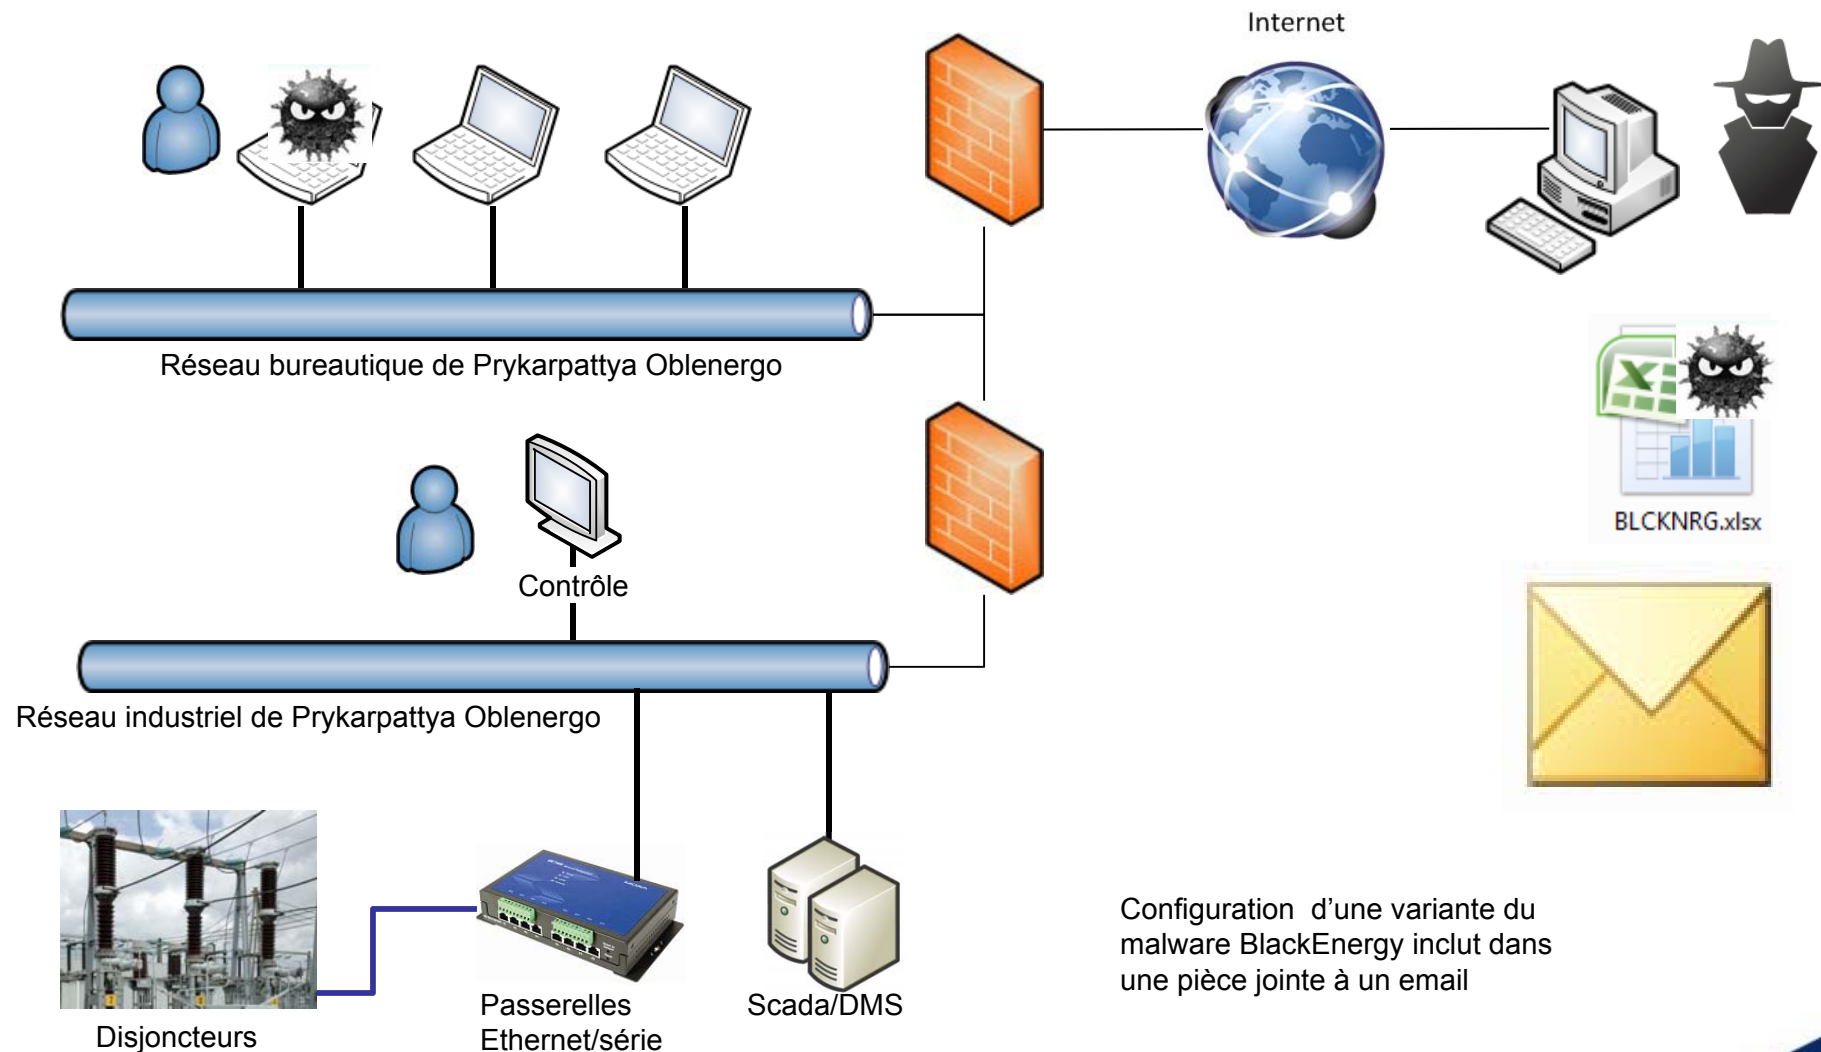 Internet
Réseau bureautique de Prykarpattya Oblenergo
BLCKNRG.xlsx
Contrôle
Réseau industriel de Prykarpattya Oblenergo
Disjoncteurs
Passerelles
Ethernet/série
Scada/DMS
Configuration d’une variante du
malware BlackEnergy inclut dans
une pièce jointe à un email